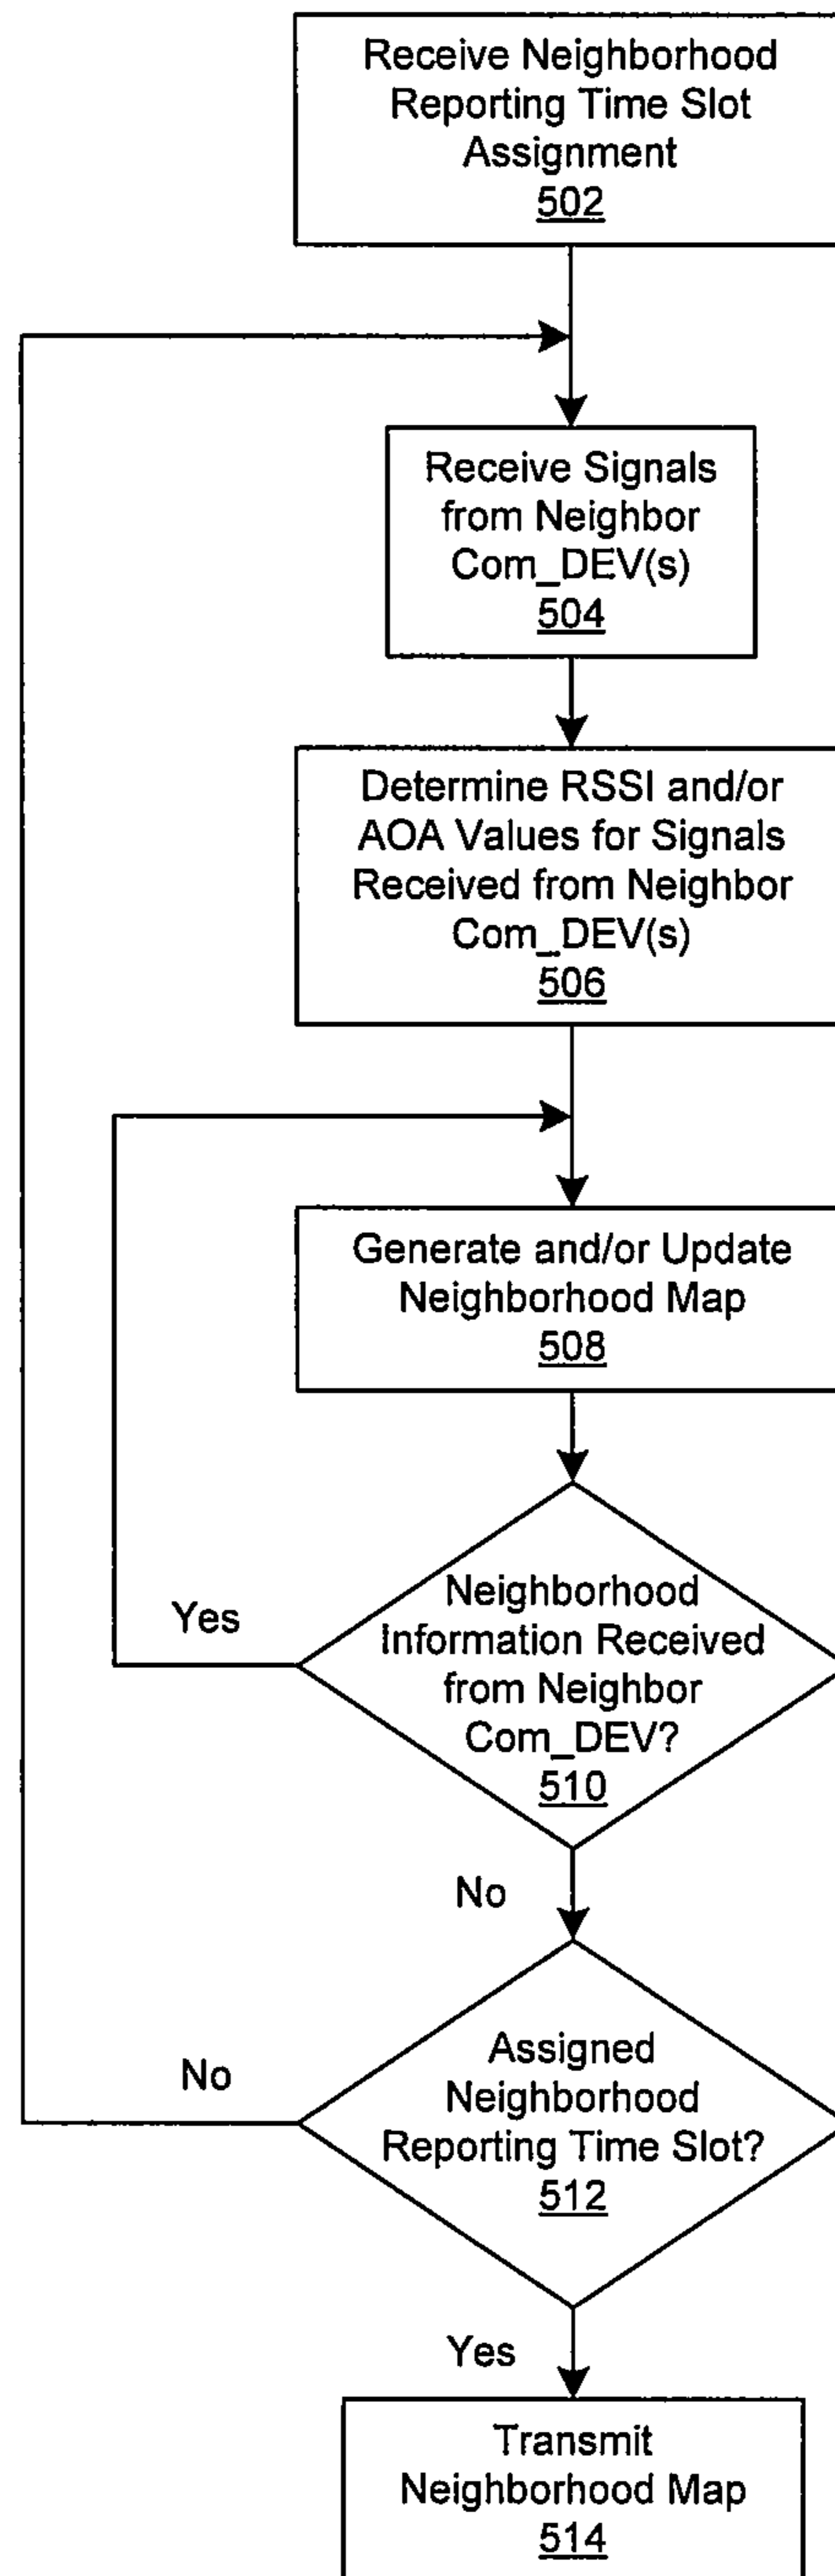 Receive Neighborhood
Reporting Time Slot
Assignment
502
Receive Signals
from Neighbor
Com_DEV(s)
504
Determine RSSI and/or
AOA Values for Signals
Received from Neighbor
Com_DEV(s)
506
Generate and/or Update
Neighborhood Map
508
Yes
Neighborhood
Information Received
from Neighbor
Com_DEV?
510
No
No
Assigned
Neighborhood
Reporting Time Slot?
512
Yes
Transmit
Neighborhood Map
514